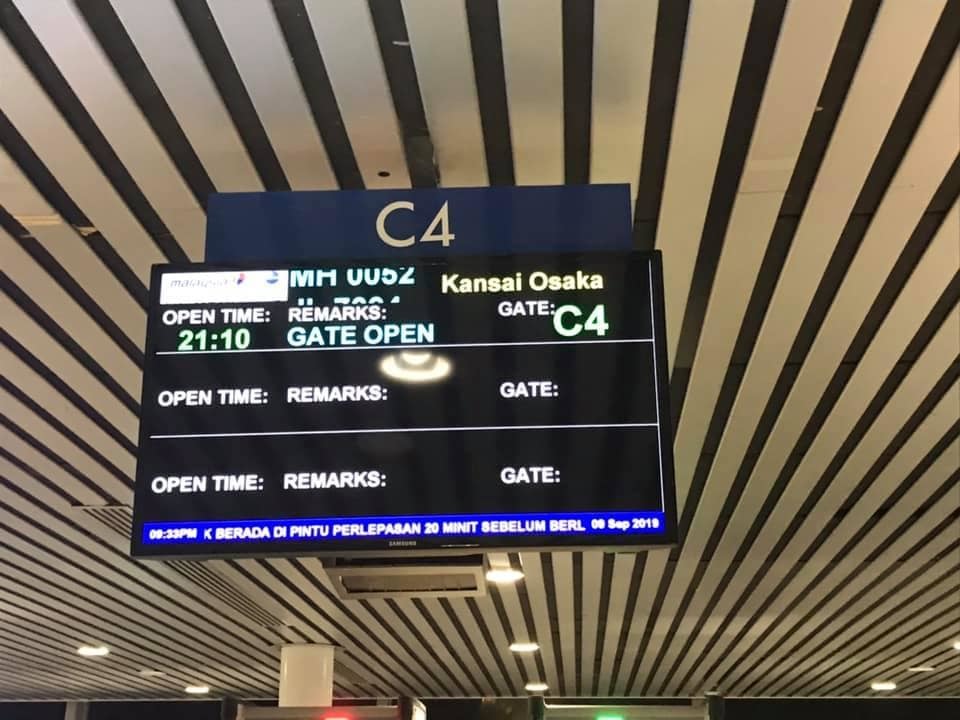 C4
malaysia
MH 0052 Kansai Osaka
OPEN TIME: REMARKS: GATE:
21:10 GATE OPEN C4
OPEN TIME: REMARKS: GATE:
OPEN TIME: REMARKS: GATE:
09:33PM K BERADA DI PINTU PERLEPASAN 20 MINIT SEBELUM BERL 09 Sep 2019
SAMSUNG